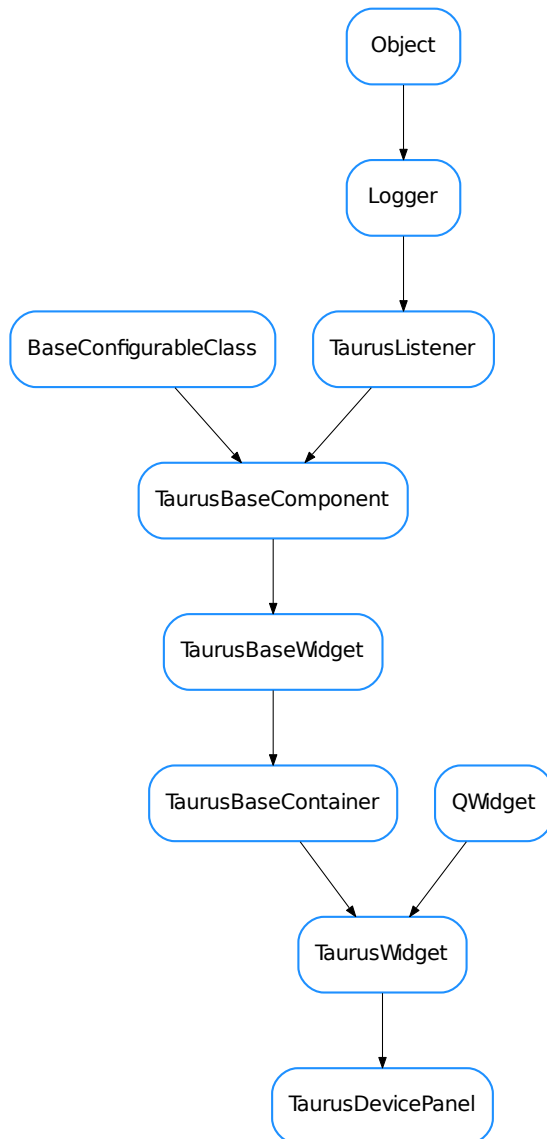 Object
Logger
BaseConfigurableClass
TaurusListener
TaurusBaseComponent
TaurusBaseWidget
TaurusBaseContainer
QWidget
TaurusWidget
TaurusDevicePanel